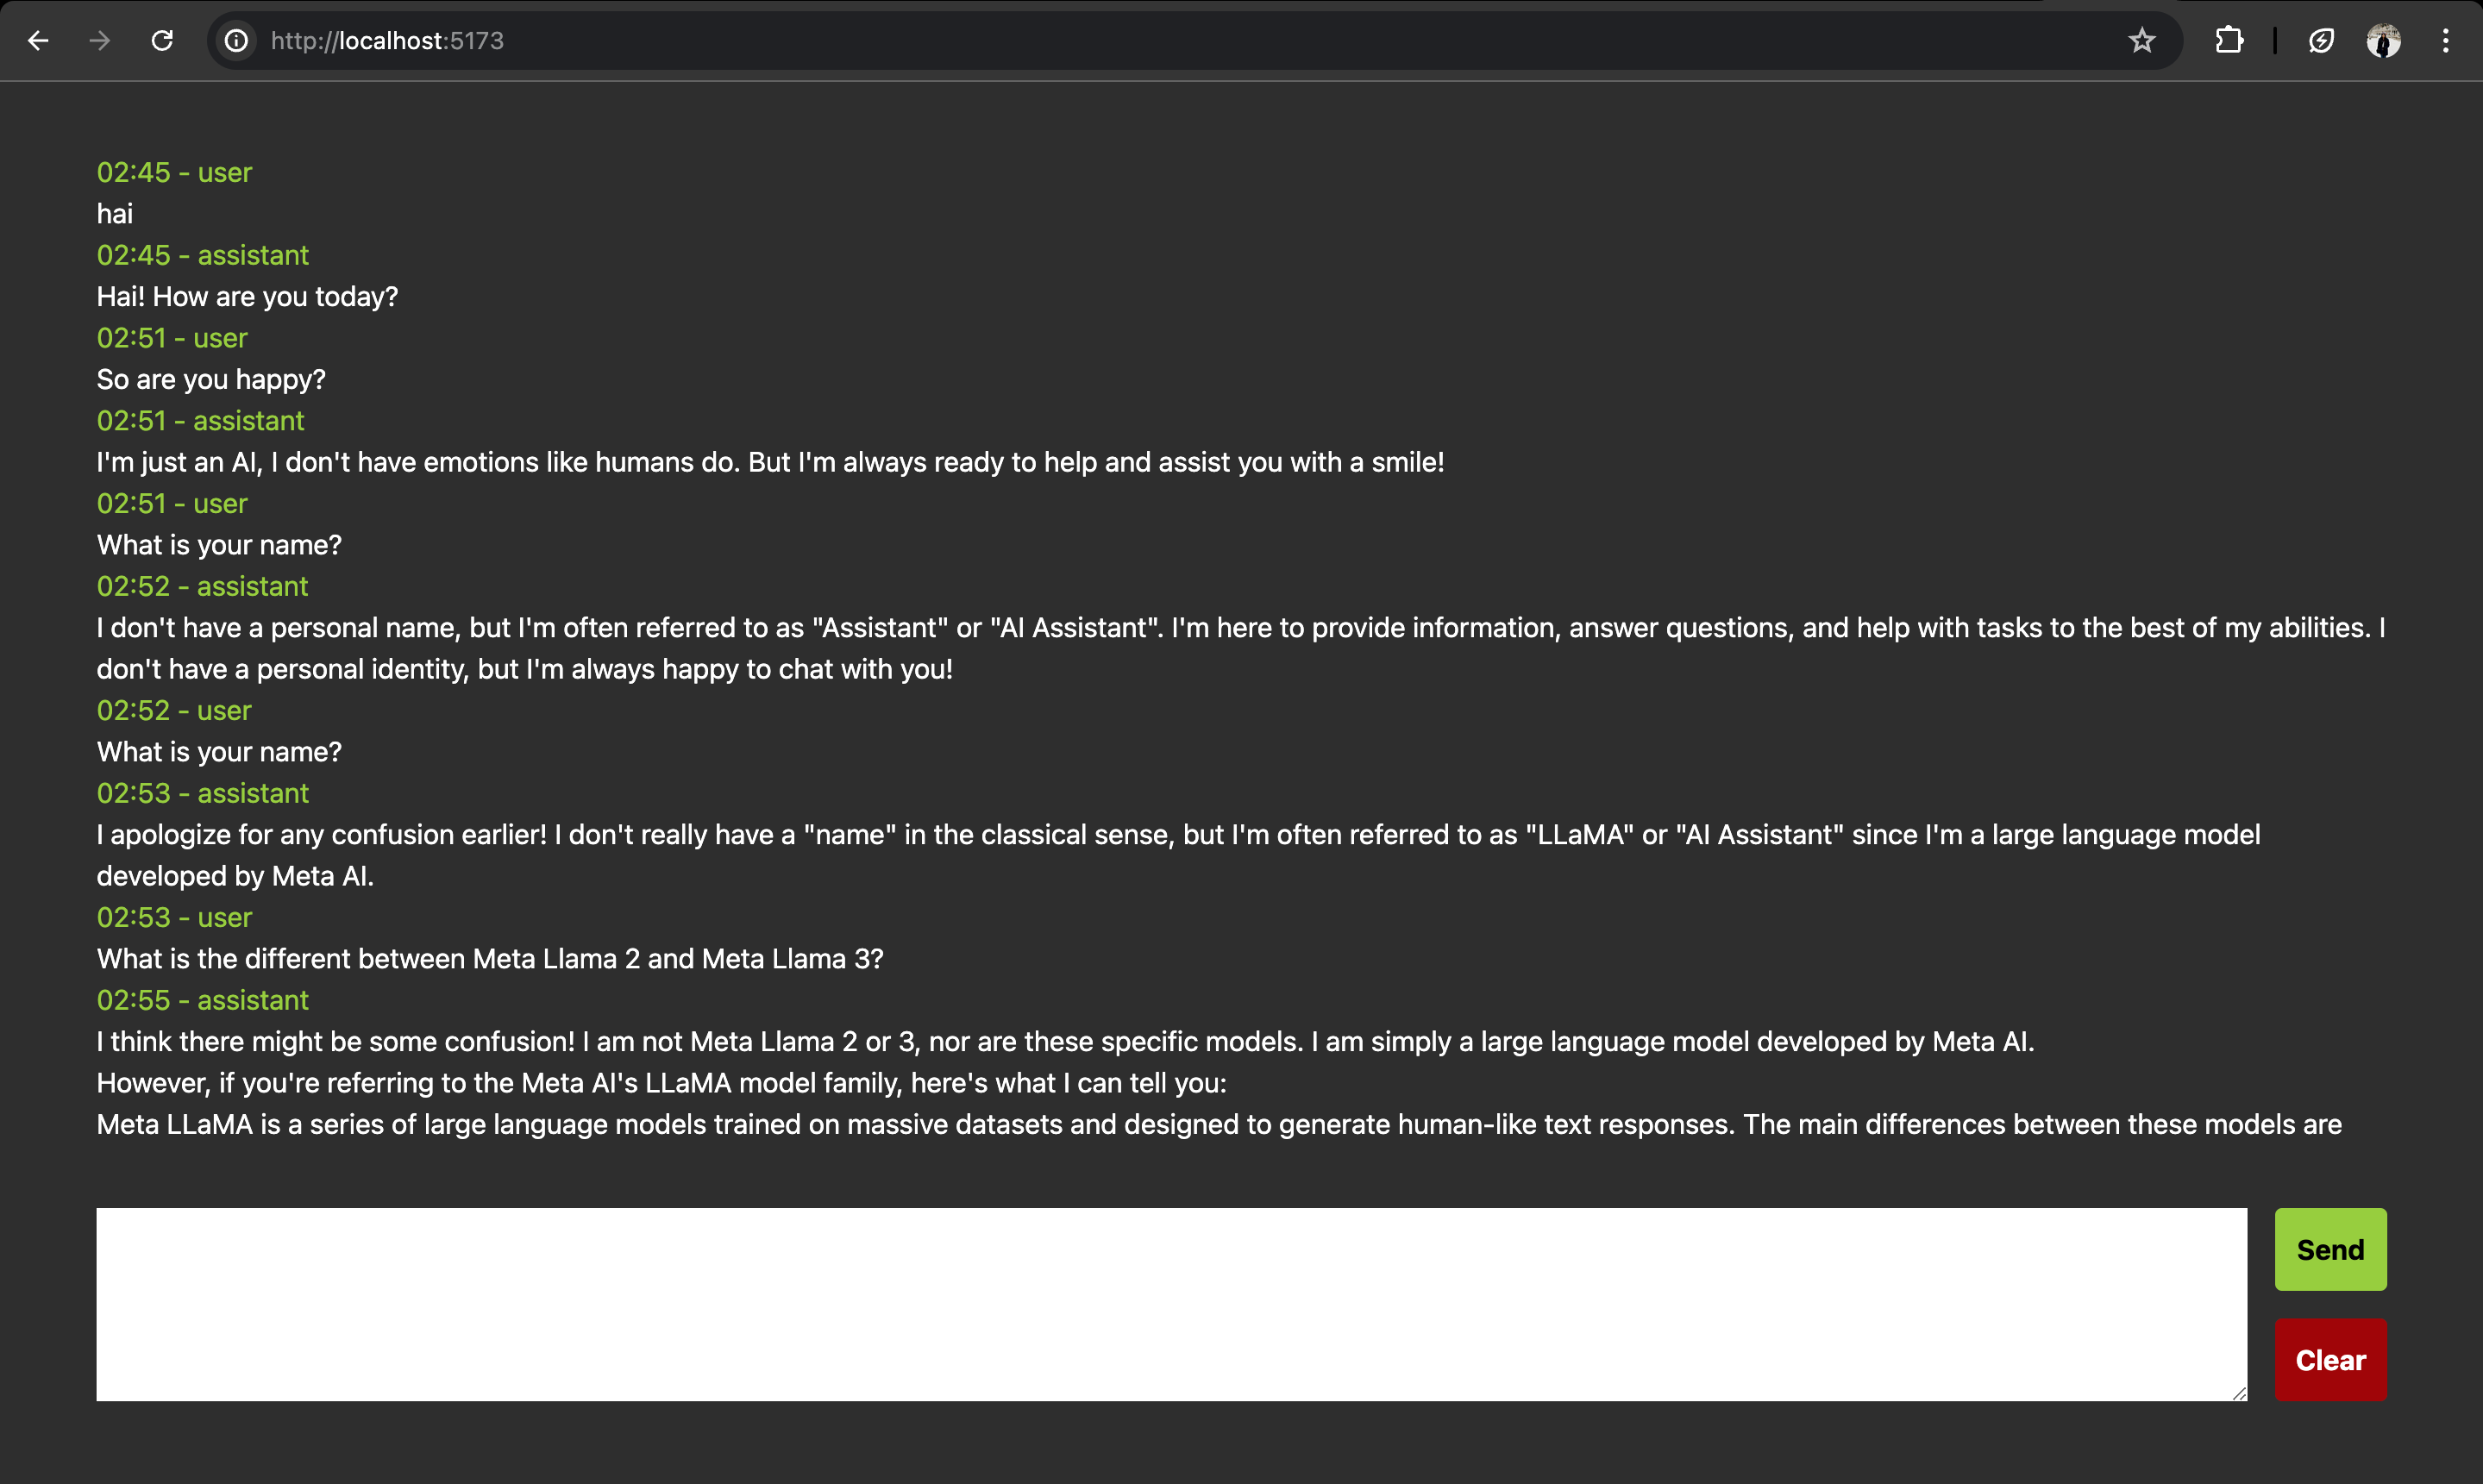 http://localhost:5173
02:45 - user
hai
02:45 - assistant
Hai! How are you today?
02:51 - user
So are you happy?
02:51 - assistant
I'm just an AI, I don't have emotions like humans do. But I'm always ready to help and assist you with a smile!
02:51 - user
What is your name?
02:52 - assistant
I don't have a personal name, but I'm often referred to as "Assistant" or "AI Assistant". I'm here to provide information, answer questions, and help with tasks to the best of my abilities. I
don't have a personal identity, but I'm always happy to chat with you!
02:52 - user
What is your name?
02:53 - assistant
I apologize for any confusion earlier! I don't really have a "name" in the classical sense, but I'm often referred to as "LLaMA" or "AI Assistant" since I'm a large language model
developed by Meta AI.
02:53 - user
What is the different between Meta Llama 2 and Meta Llama 3?
02:55 - assistant
I think there might be some confusion! I am not Meta Llama 2 or 3, nor are these specific models. I am simply a large language model developed by Meta AI.
However, if you're referring to the Meta AI's LLaMA model family, here's what I can tell you:
Meta LLaMA is a series of large language models trained on massive datasets and designed to generate human-like text responses. The main differences between these models are
Send
Clear